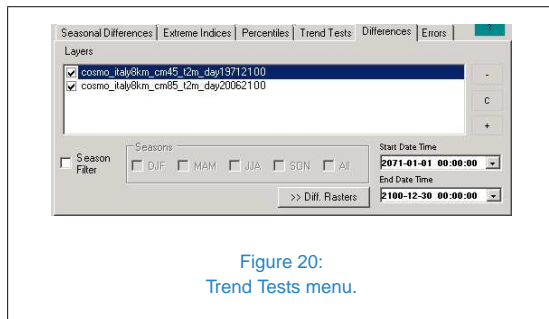 Seasonal Differences | Extreme Indices | Percentiles | Trend Tests | Differences | Errors
Layers
cosmo_italy8km_cm45_t2m_day19712100
cosmo_italy8km_cm85_t2m_day20062100
-
C
+
Season Filter
Seasons
DJF MAM JJA SON All
Start Date Time
2071-01-01 00:00:00
End Date Time
2100-12-30 00:00:00
>> Diff. Rasters
Figure 20:
Trend Tests menu.